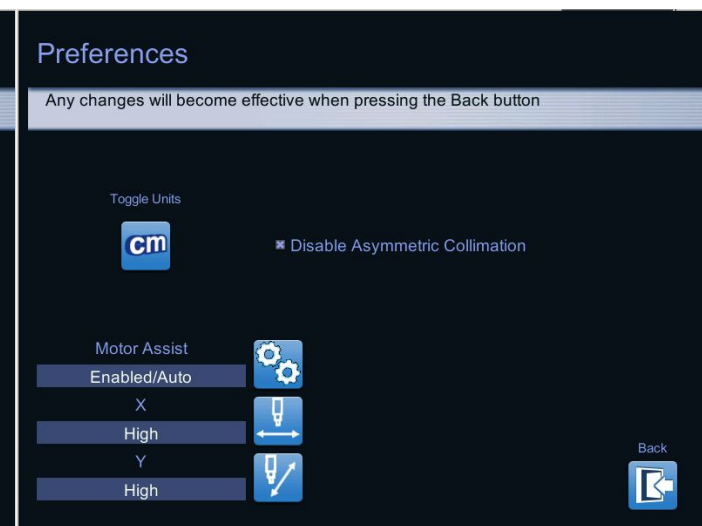 Preferences
Any changes will become effective when pressing the Back button
Toggle Units
cm
Disable Asymmetric Collimation
Motor Assist
Enabled/Auto
X
High
Y
High
Back